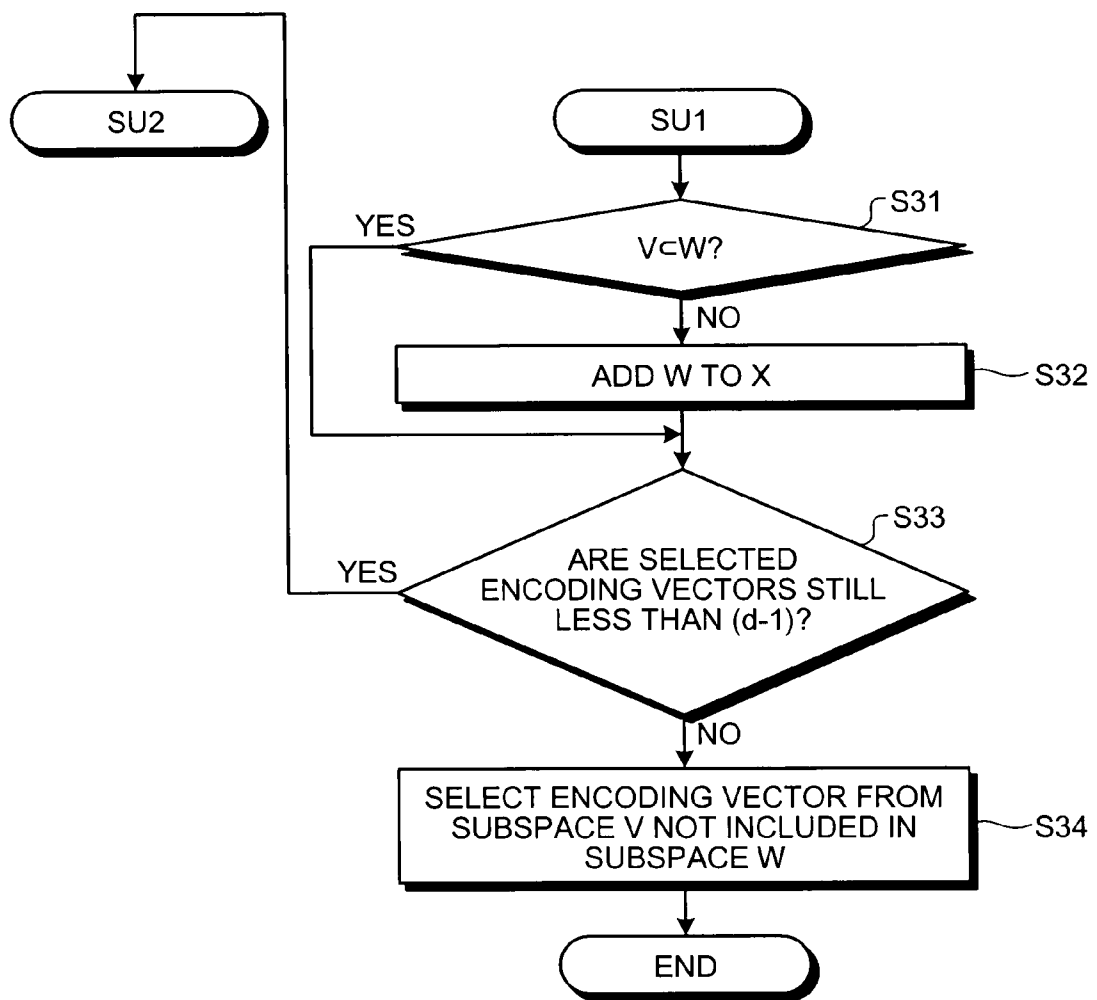 SU2
SU1
S31
YES
V⊂W?
NO
ADD W TO X
S32
S33
YES
ARE SELECTED
ENCODING VECTORS STILL
LESS THAN (d-1)?
NO
SELECT ENCODING VECTOR FROM
SUBSPACE V NOT INCLUDED IN
SUBSPACE W
S34
END